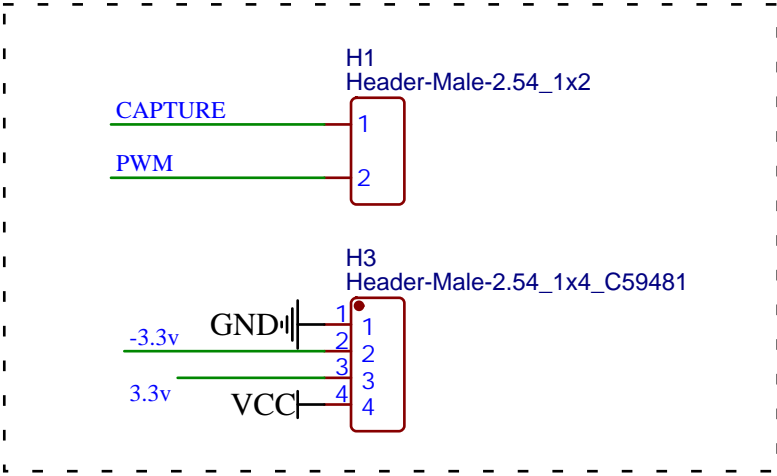 H1
Header-Male-2.54_1x2
CAPTURE
1
PWM
2
H3
Header-Male-2.54_1x4_C59481
GND
1
1
-3.3v
2
2
3.3v
3
3
VCC
4
4